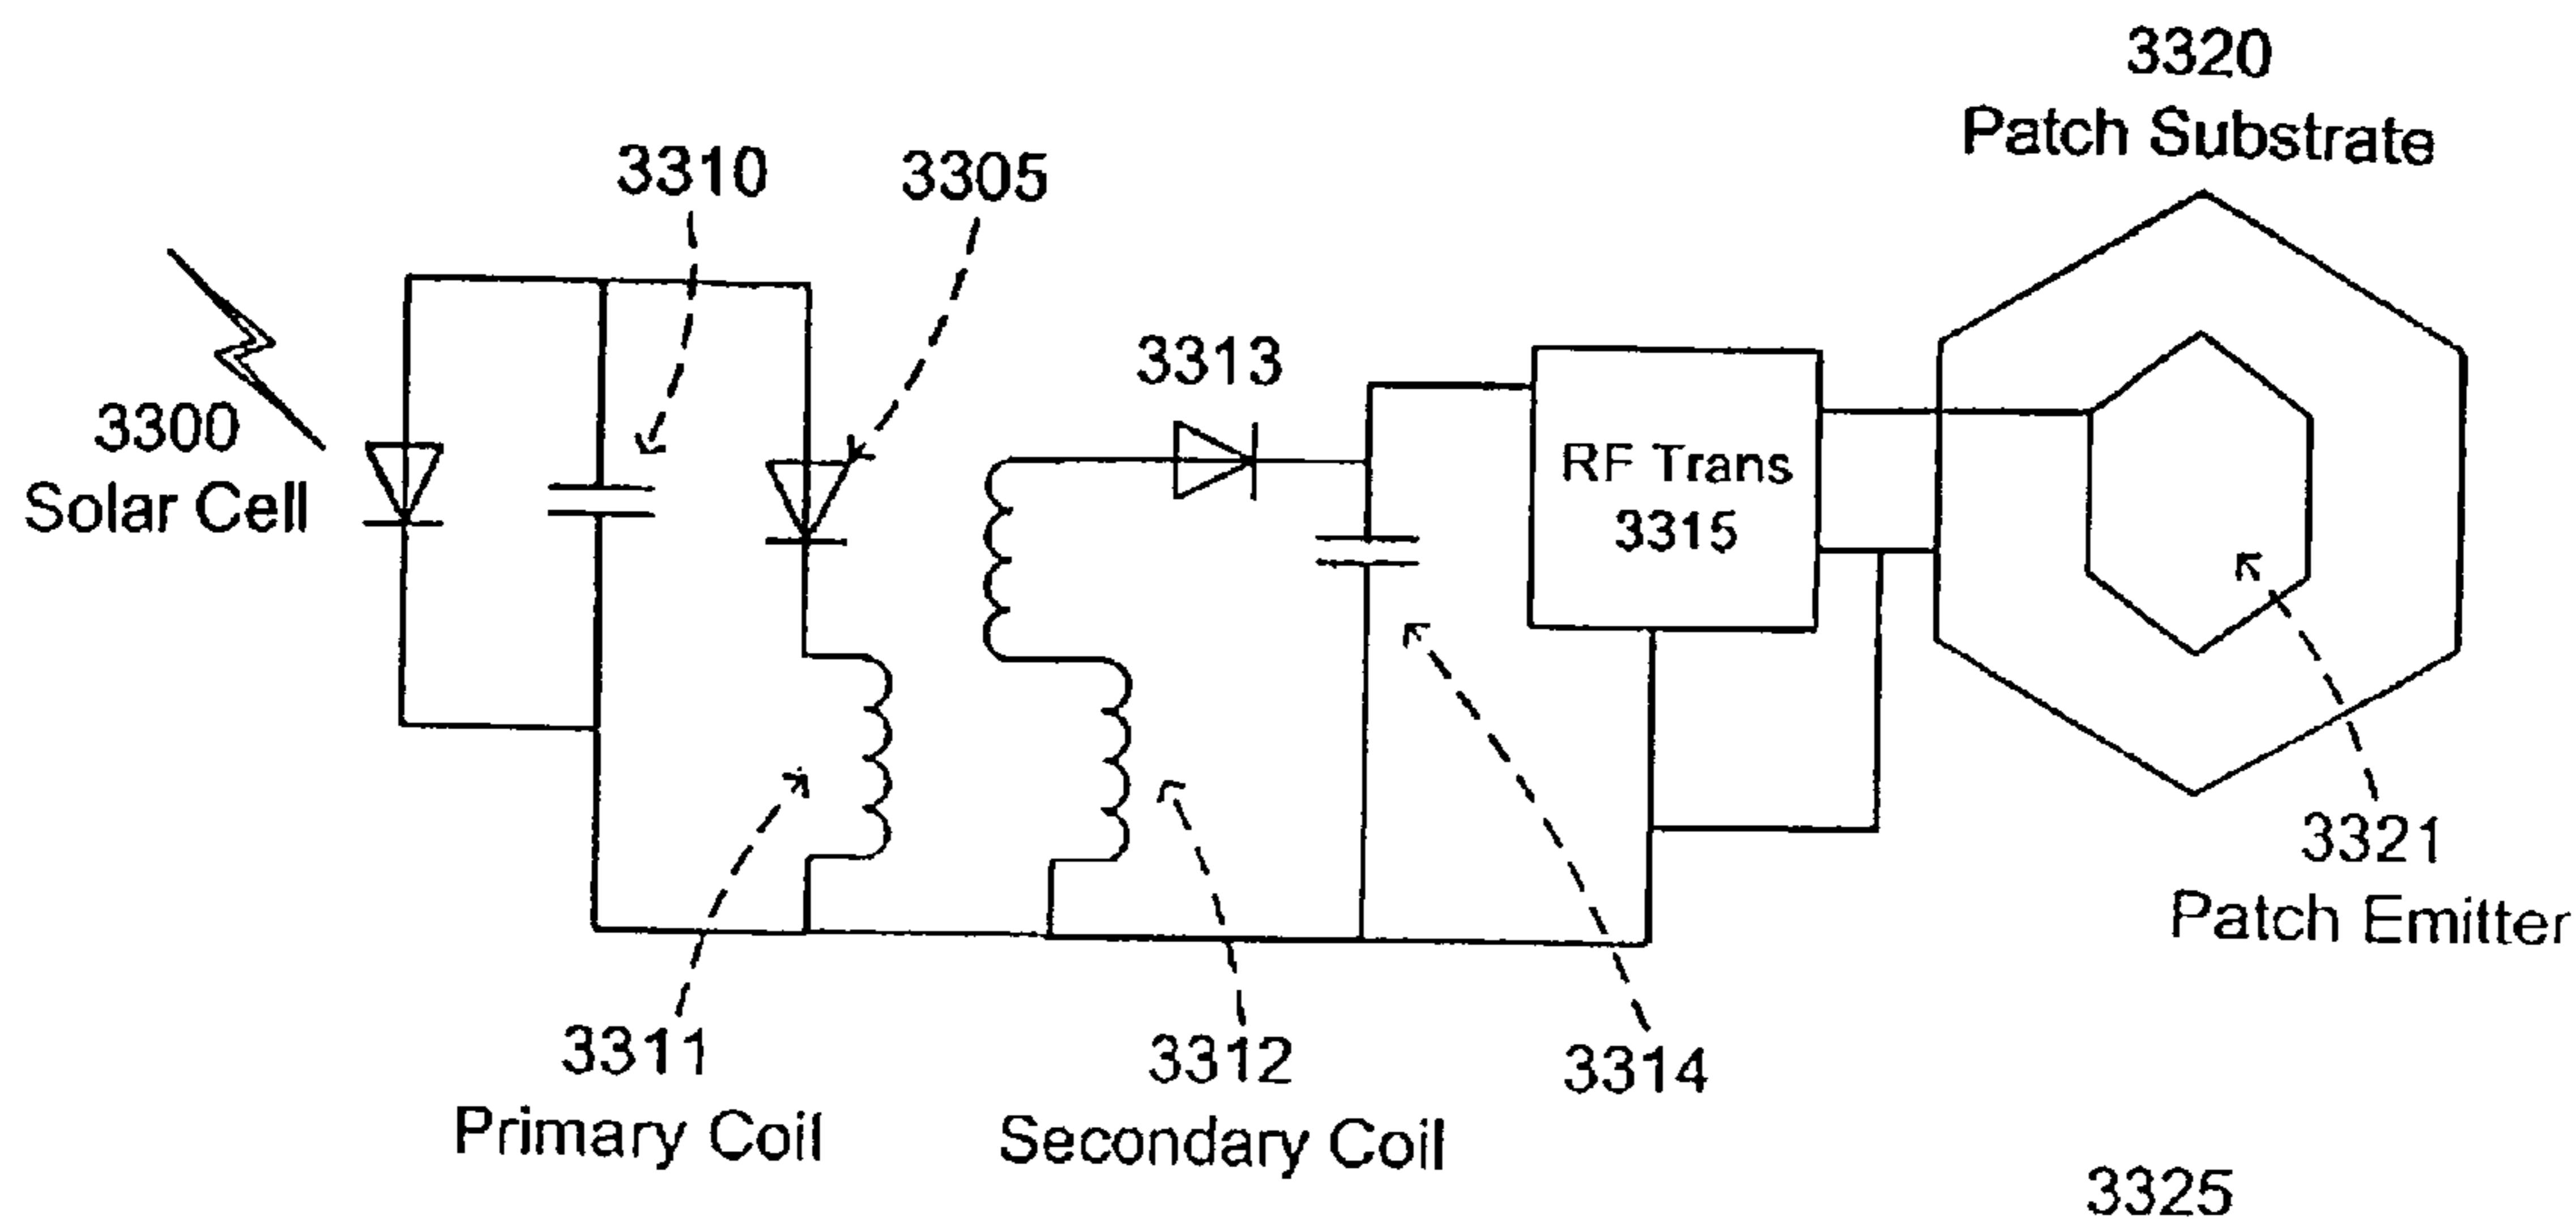 3320
Patch Substrate
3310
3305
3313
3300
Solar Cell
RF Trans
3315
3321
Patch Emitter
3311
Primary Coil
3312
Secondary Coil
3314
3325